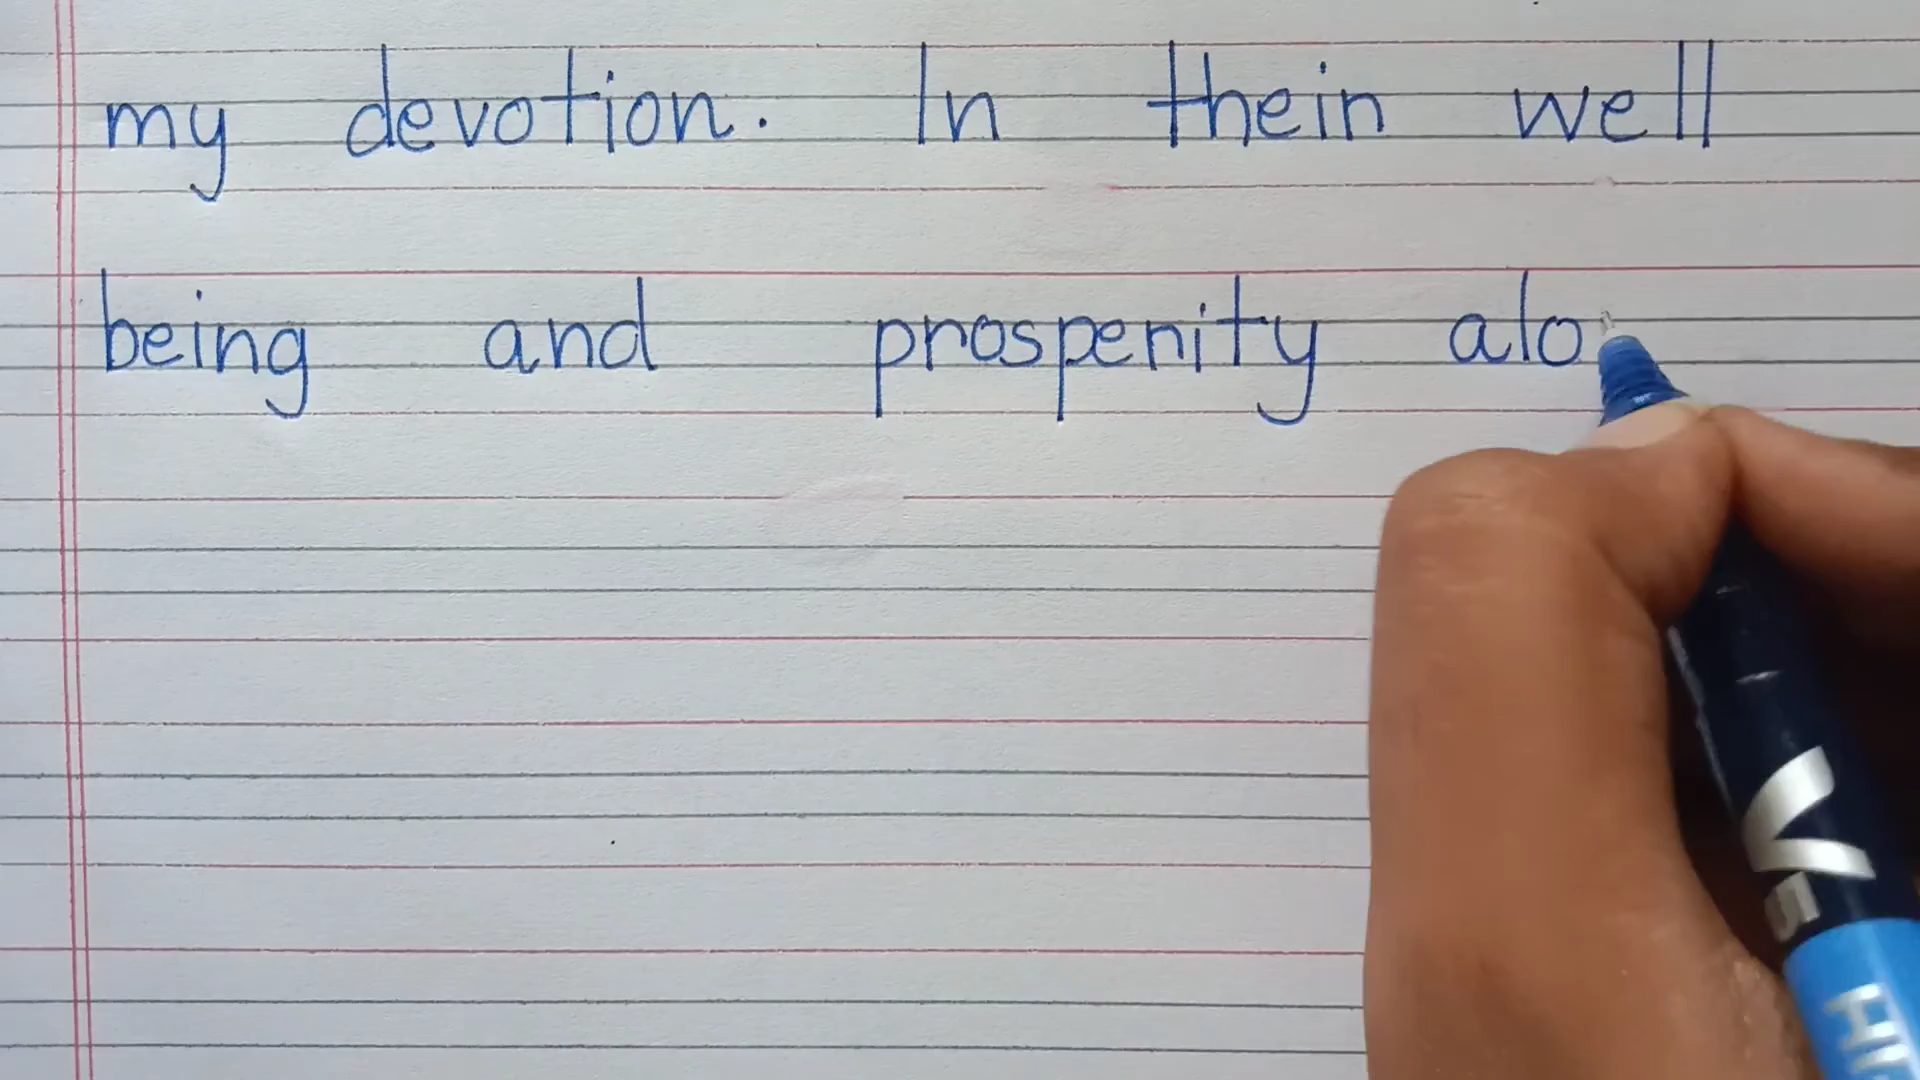 my devotion. In thein well
being and prospenity alo